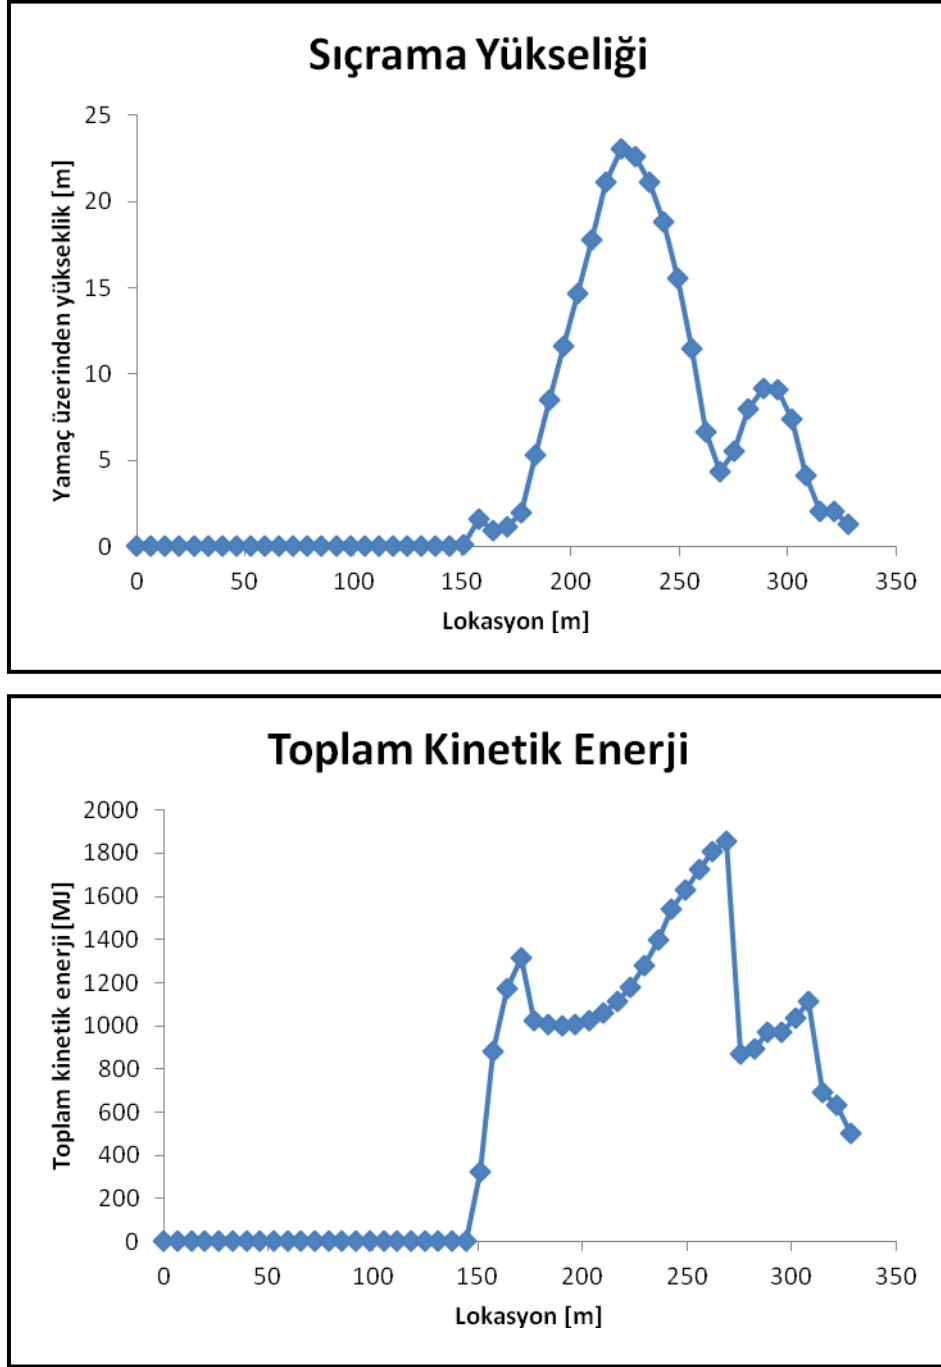 Sıçrama Yükseliği
Yamaç üzerinden yükseklik [m]
25
20
15
10
5
0
0 50 100 150 200 250 300 350
Lokasyon [m]
Toplam Kinetik Enerji
Toplam kinetik enerji [MJ]
2000
1800
1600
1400
1200
1000
800
600
400
200
0
0 50 100 150 200 250 300 350
Lokasyon [m]